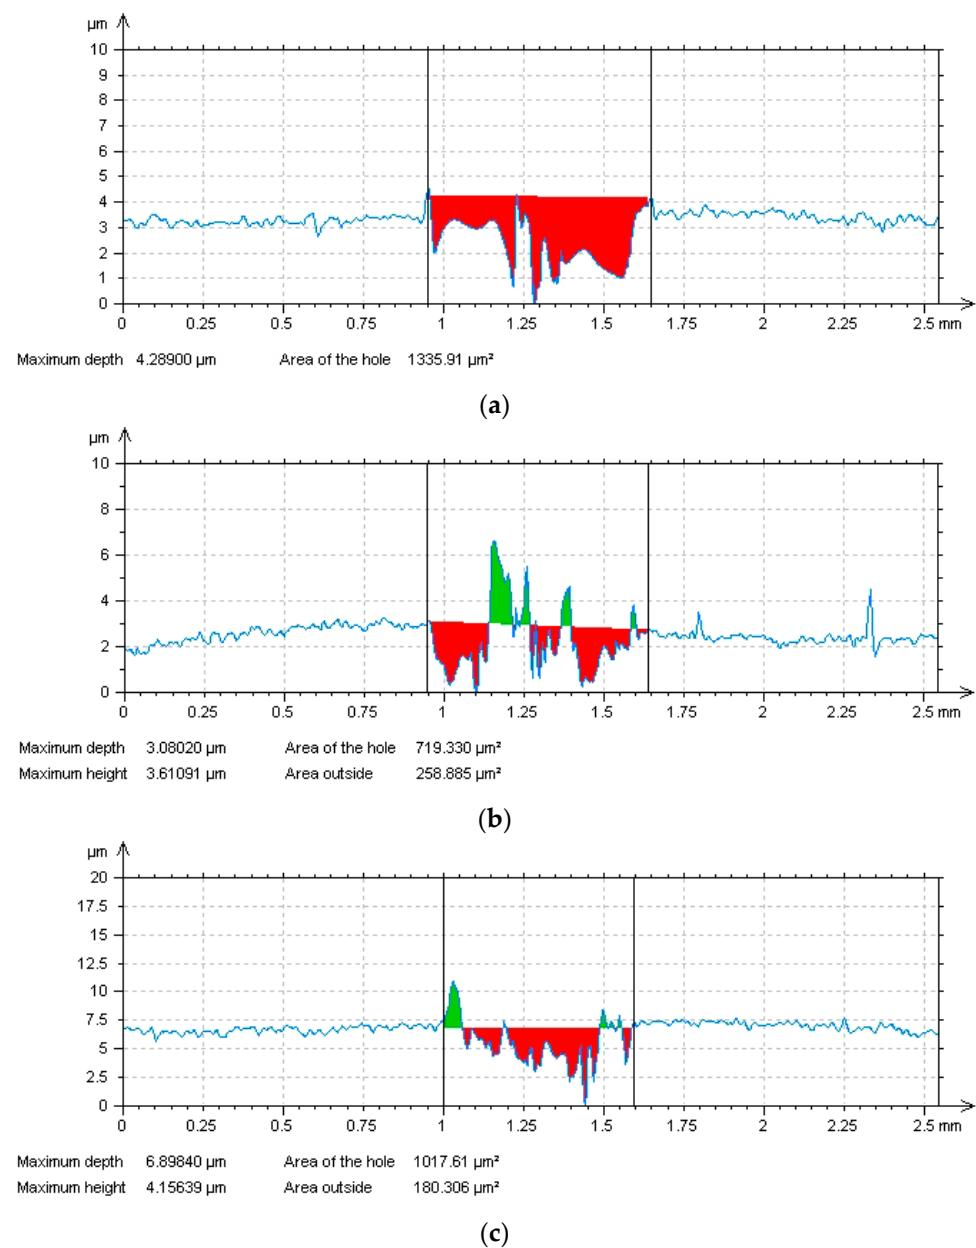 µm
10
9
8
7
6
5
4
3
2
1
0
0 0.25 0.5 0.75 1 1.25 1.5 1.75 2 2.25 2.5 mm
Maximum depth 4.28900 µm Area of the hole 1335.91 µm²
(a)
µm
10
8
6
4
2
0
0 0.25 0.5 0.75 1 1.25 1.5 1.75 2 2.25 2.5 mm
Maximum depth 3.08020 µm Area of the hole 719.330 µm²
Maximum height 3.61091 µm Area outside 258.885 µm²
(b)
µm
20
17.5
15
12.5
10
7.5
5
2.5
0
0 0.25 0.5 0.75 1 1.25 1.5 1.75 2 2.25 2.5 mm
Maximum depth 6.89840 µm Area of the hole 1017.61 µm²
Maximum height 4.15639 µm Area outside 180.306 µm²
(c)